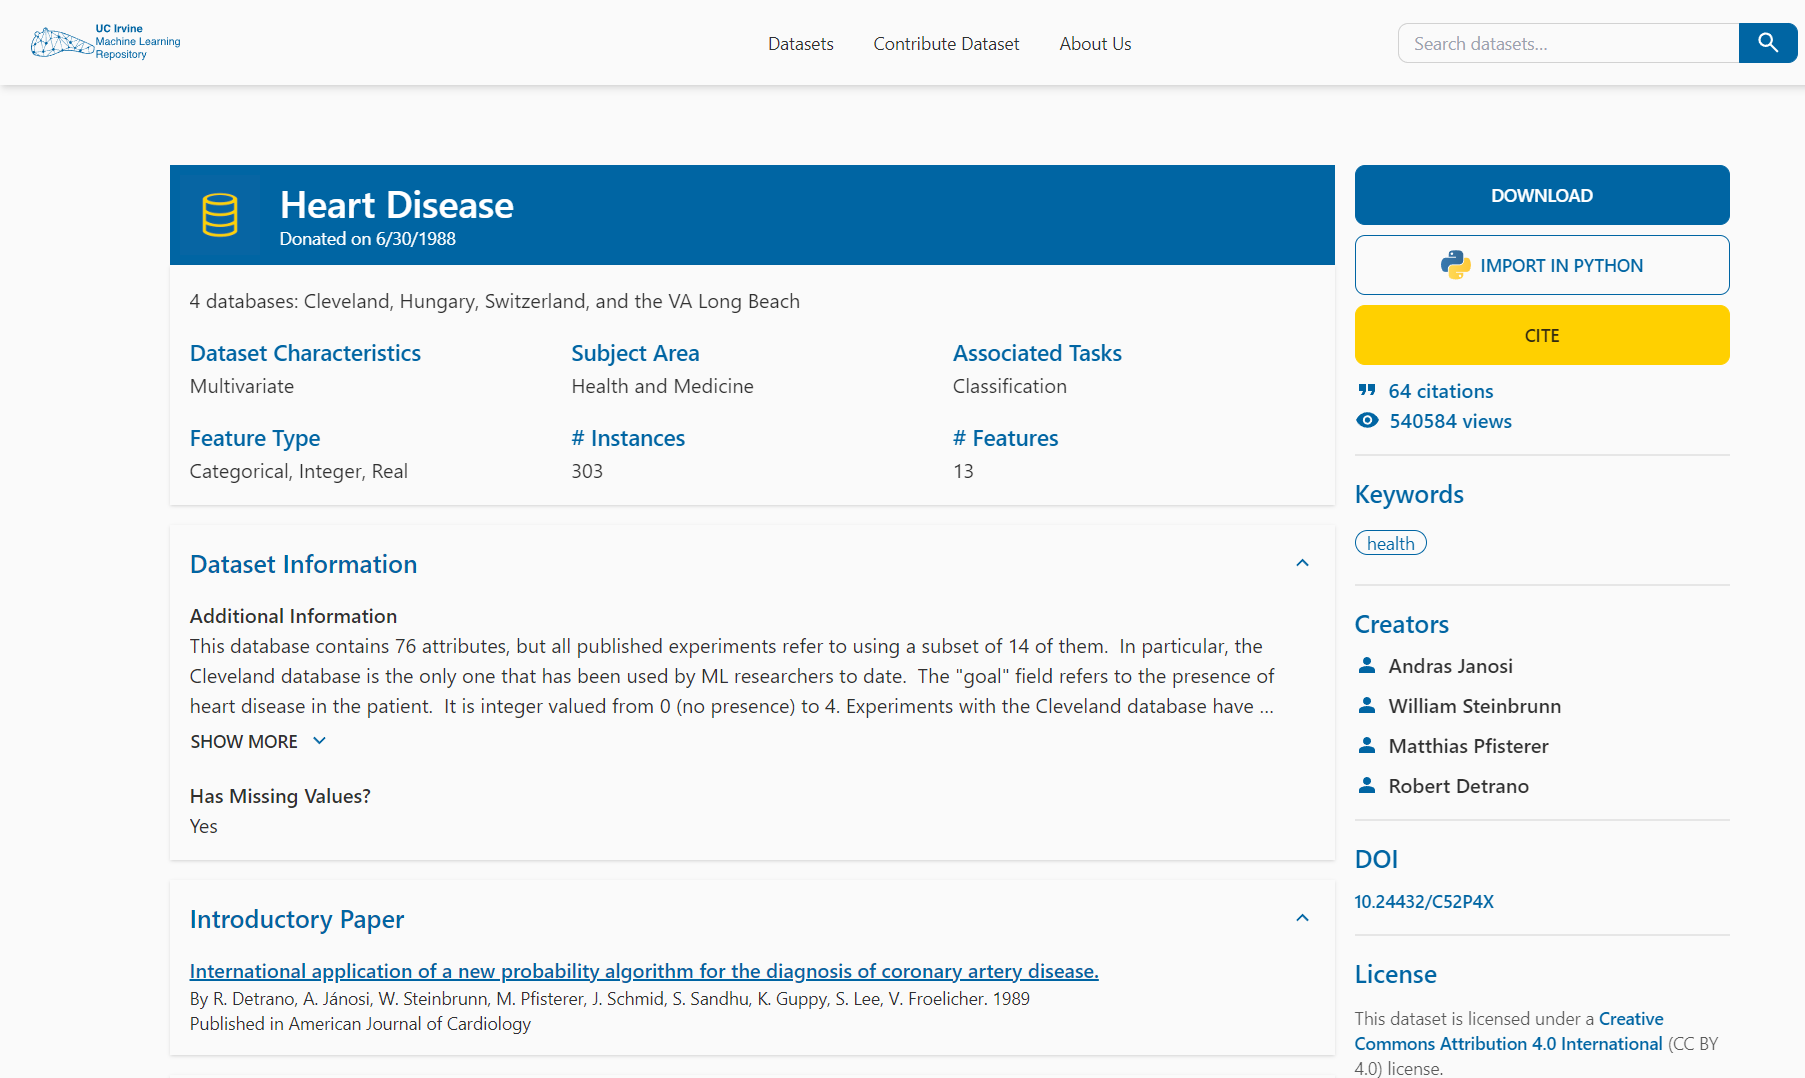 UC Irvine
Machine Learning
Repository
Datasets
Contribute Dataset
About Us
Search datasets...
Heart Disease
Donated on 6/30/1988
4 databases: Cleveland, Hungary, Switzerland, and the VA Long Beach
Dataset Characteristics
Multivariate
Subject Area
Health and Medicine
Associated Tasks
Classification
Feature Type
Categorical, Integer, Real
# Instances
303
# Features
13
Dataset Information
Additional Information
This database contains 76 attributes, but all published experiments refer to using a subset of 14 of them.  In particular, the
Cleveland database is the only one that has been used by ML researchers to date.  The "goal" field refers to the presence of
heart disease in the patient.  It is integer valued from 0 (no presence) to 4. Experiments with the Cleveland database have ...
SHOW MORE
Has Missing Values?
Yes
Introductory Paper
International application of a new probability algorithm for the diagnosis of coronary artery disease.
By R. Detrano, A. Jánosi, W. Steinbrunn, M. Pfisterer, J. Schmid, S. Sandhu, K. Guppy, S. Lee, V. Froelicher. 1989
Published in American Journal of Cardiology
DOWNLOAD
IMPORT IN PYTHON
CITE
64 citations
540584 views
Keywords
health
Creators
Andras Janosi
William Steinbrunn
Matthias Pfisterer
Robert Detrano
DOI
10.24432/C52P4X
License
This dataset is licensed under a Creative
Commons Attribution 4.0 International (CC BY
4.0) license.